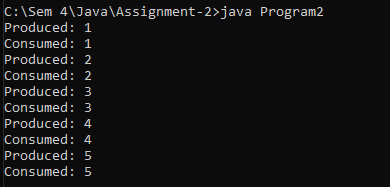 C:\Sem 4\Java\Assignment-2>java Program2
Produced: 1
Consumed: 1
Produced: 2
Consumed: 2
Produced: 3
Consumed: 3
Produced: 4
Consumed: 4
Produced: 5
Consumed: 5